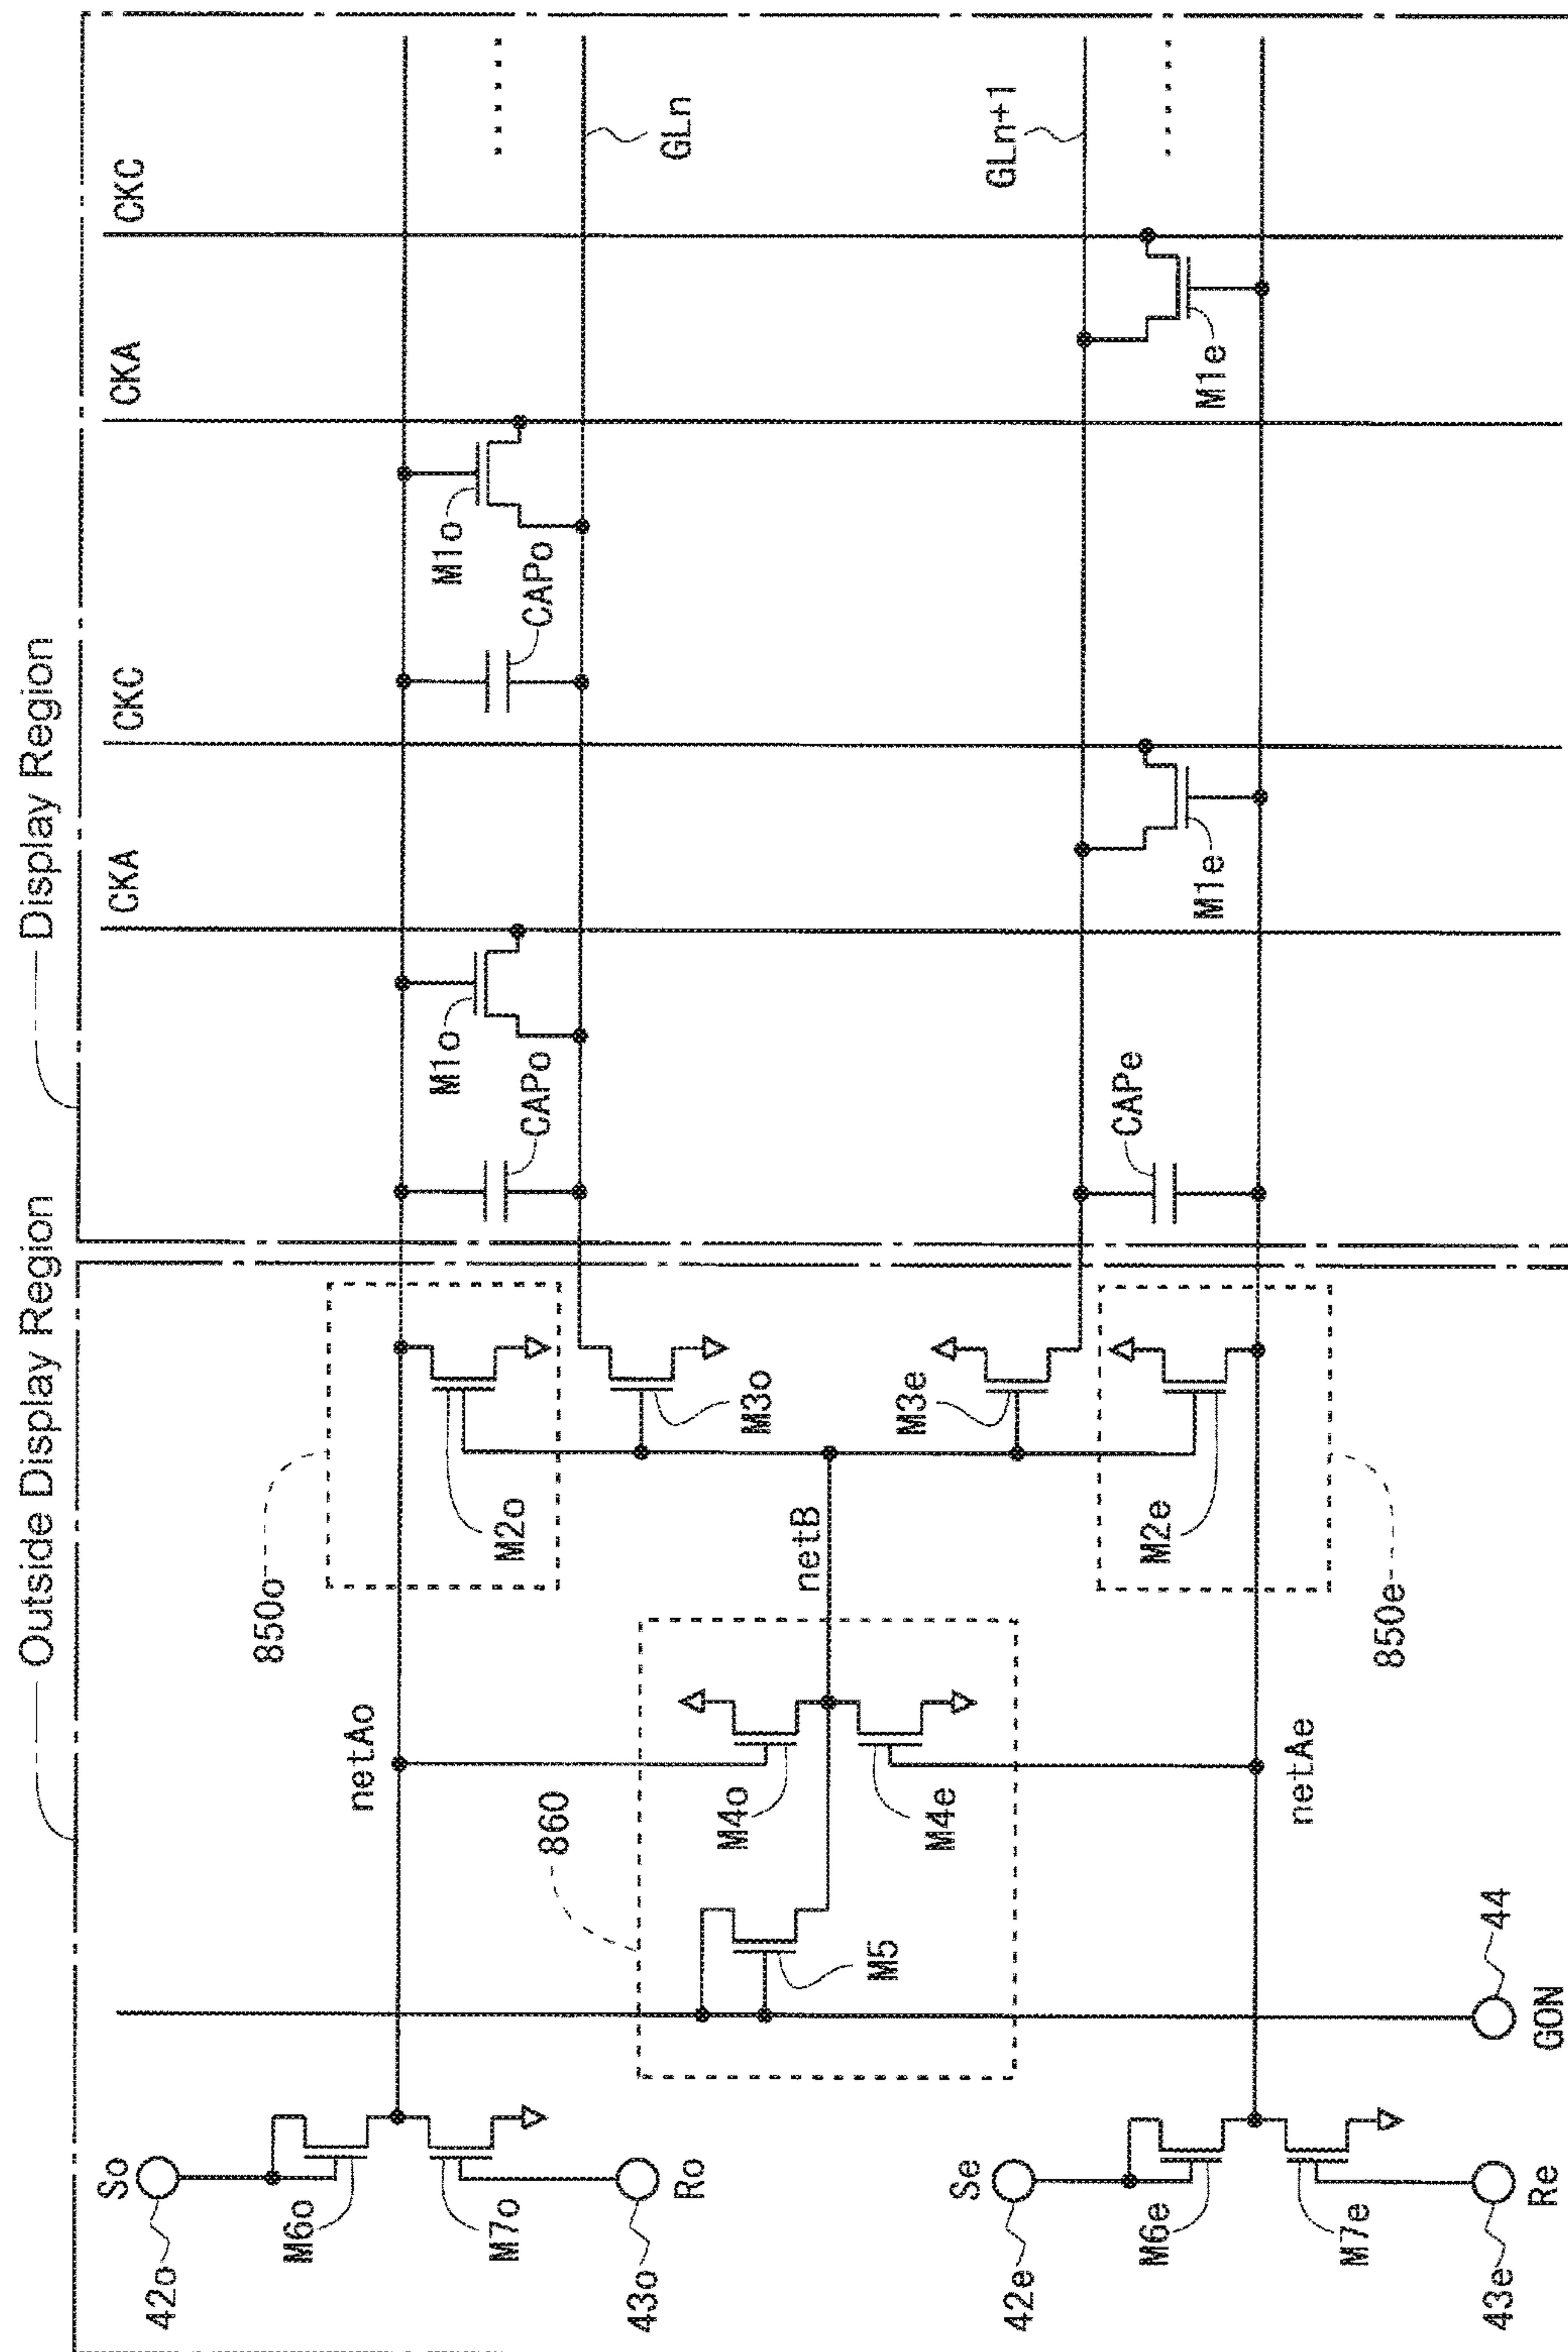 Outside Display Region
Display Region
So
42o
M6o
M7o
Ro
43o
netAo
850o
M2o
M3o
860
M4o
M4e
M5
netB
M3e
M2e
850e
netAe
Se
42e
M6e
M7e
Re
43e
GON
44
CKA
CKC
CKA
CKC
CAPo
M1o
CAPo
M1o
GLn
GLn+1
CAPe
M1e
M1e